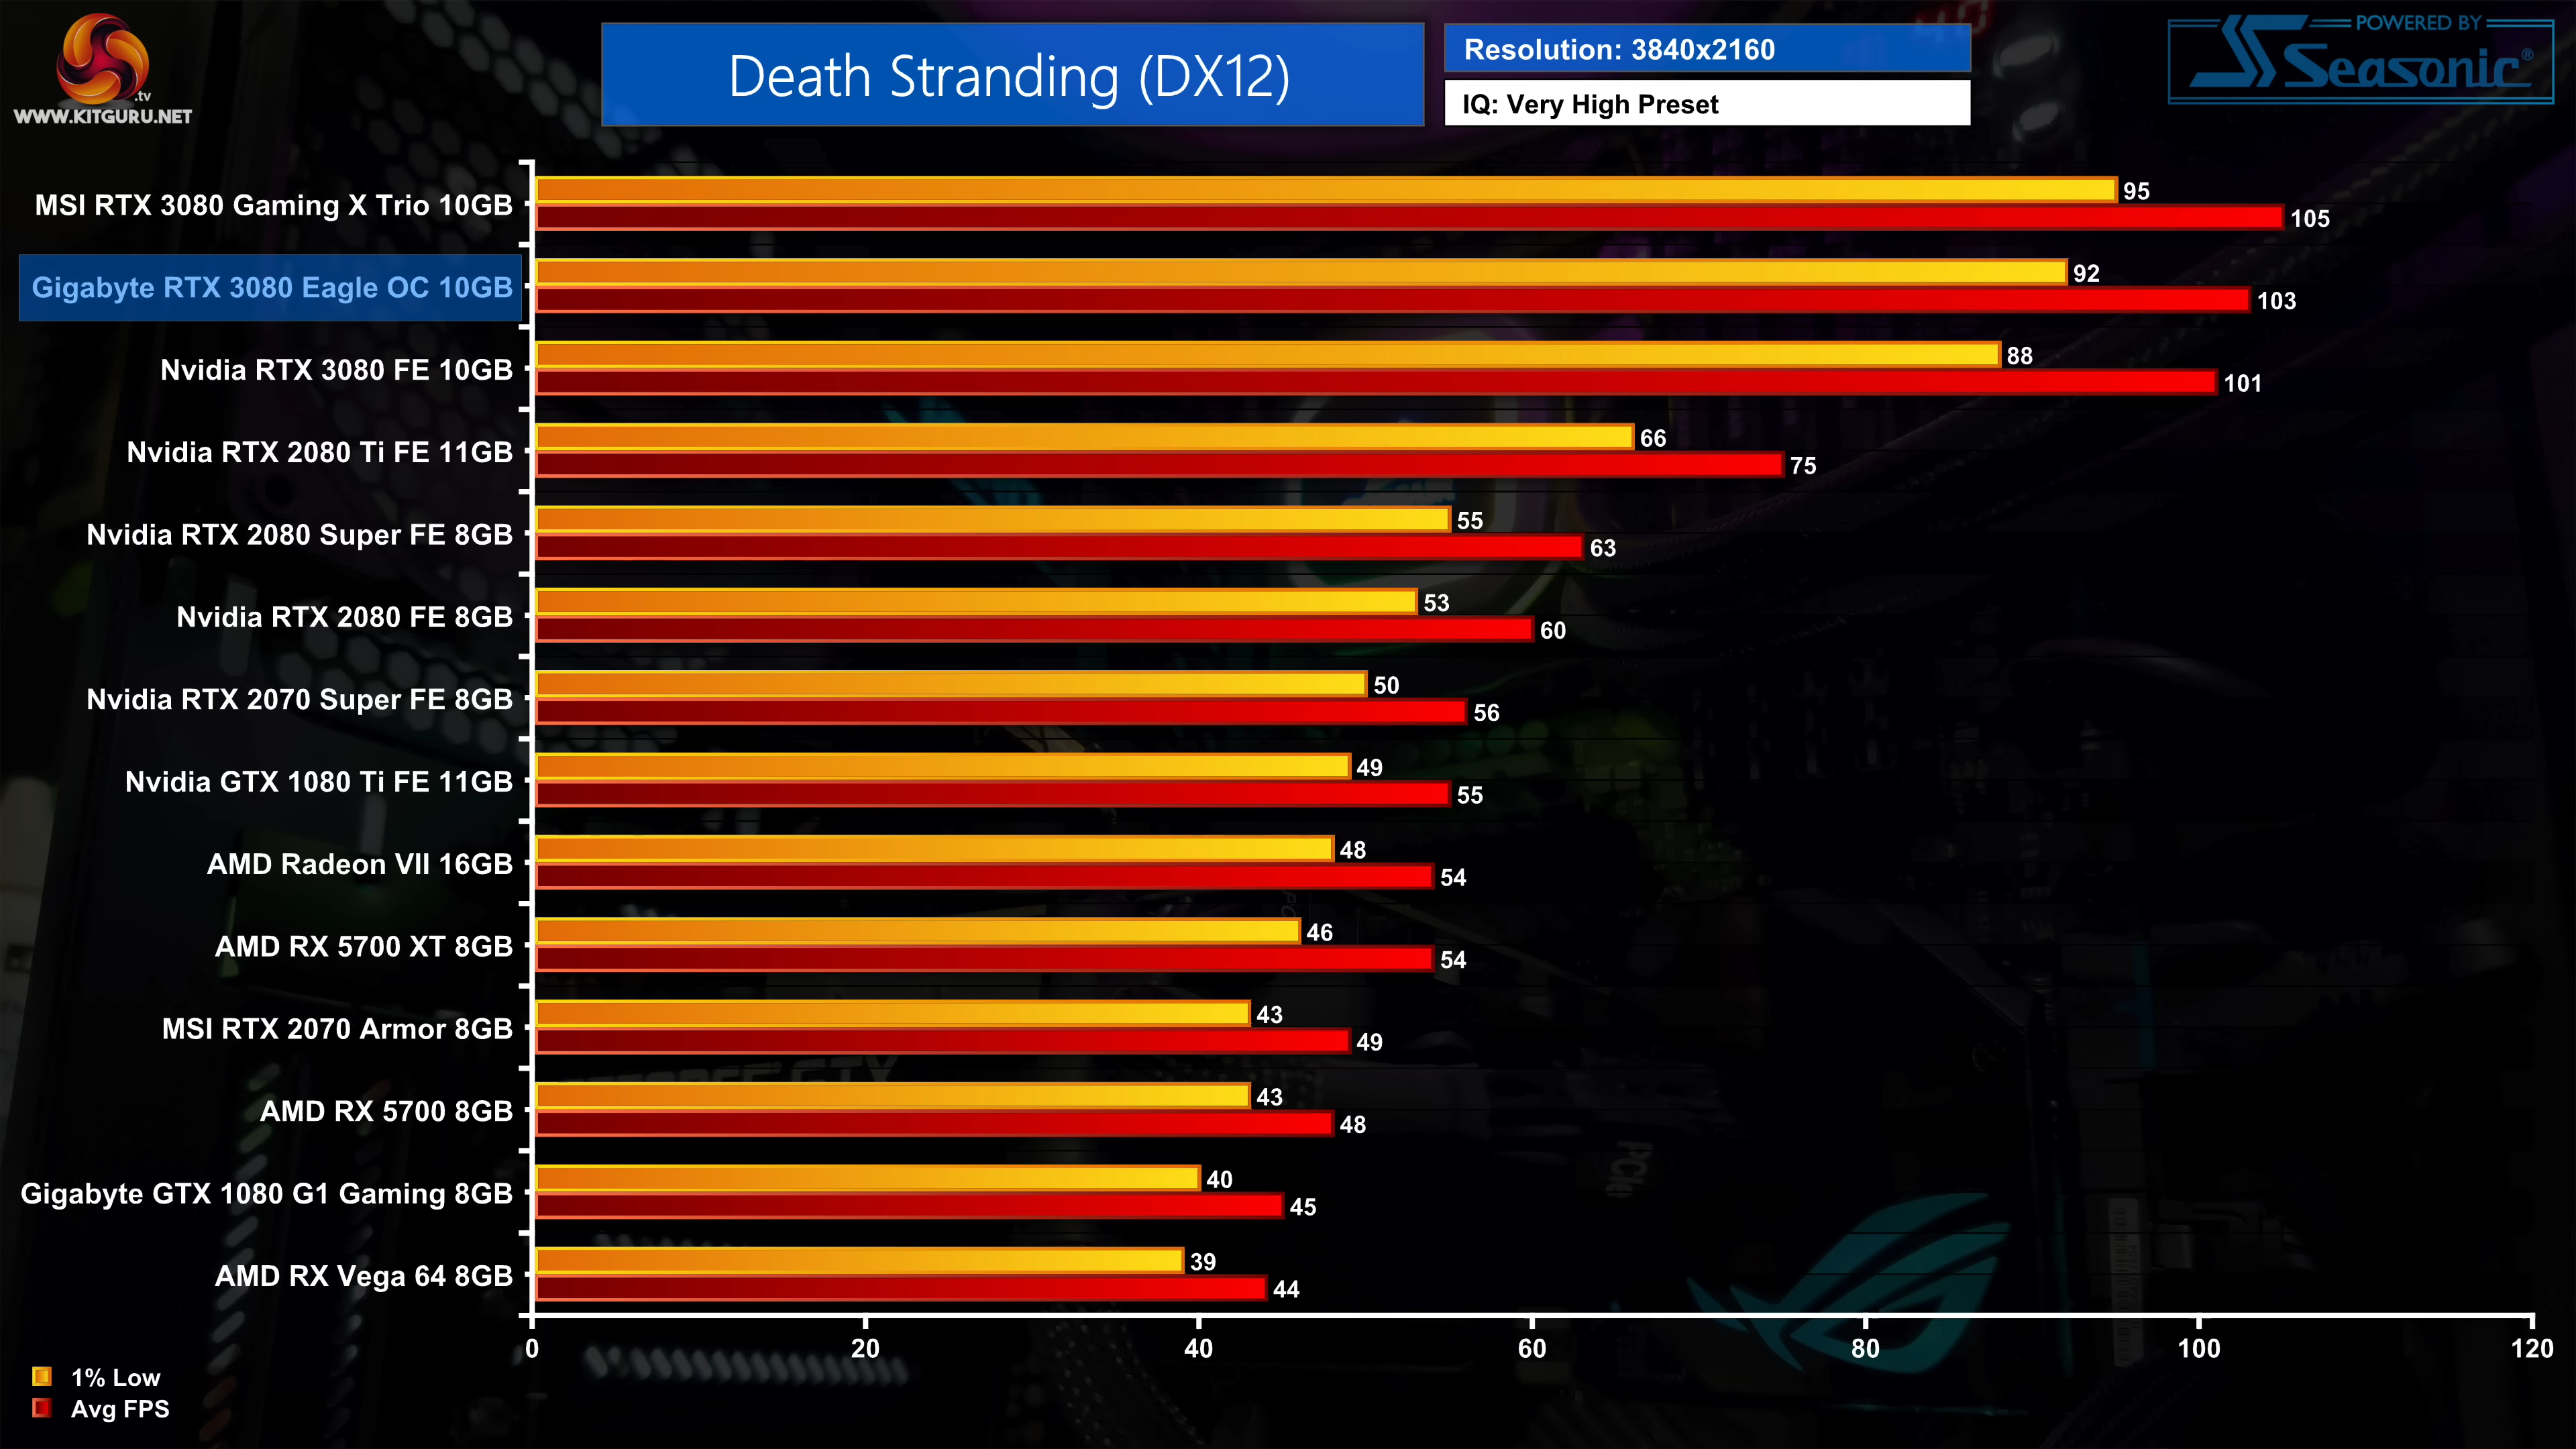 .tv
WWW.KITGURU.NET
Death Stranding (DX12)
Resolution: 3840x2160
IQ: Very High Preset
POWERED BY
Seasonic®
MSI RTX 3080 Gaming X Trio 10GB
95
105
Gigabyte RTX 3080 Eagle OC 10GB
92
103
Nvidia RTX 3080 FE 10GB
88
101
Nvidia RTX 2080 Ti FE 11GB
66
75
Nvidia RTX 2080 Super FE 8GB
55
63
Nvidia RTX 2080 FE 8GB
53
60
Nvidia RTX 2070 Super FE 8GB
50
56
Nvidia GTX 1080 Ti FE 11GB
49
55
AMD Radeon VII 16GB
48
54
AMD RX 5700 XT 8GB
46
54
MSI RTX 2070 Armor 8GB
43
49
AMD RX 5700 8GB
43
48
Gigabyte GTX 1080 G1 Gaming 8GB
40
45
AMD RX Vega 64 8GB
39
44
0 20 40 60 80 100 120
1% Low
Avg FPS